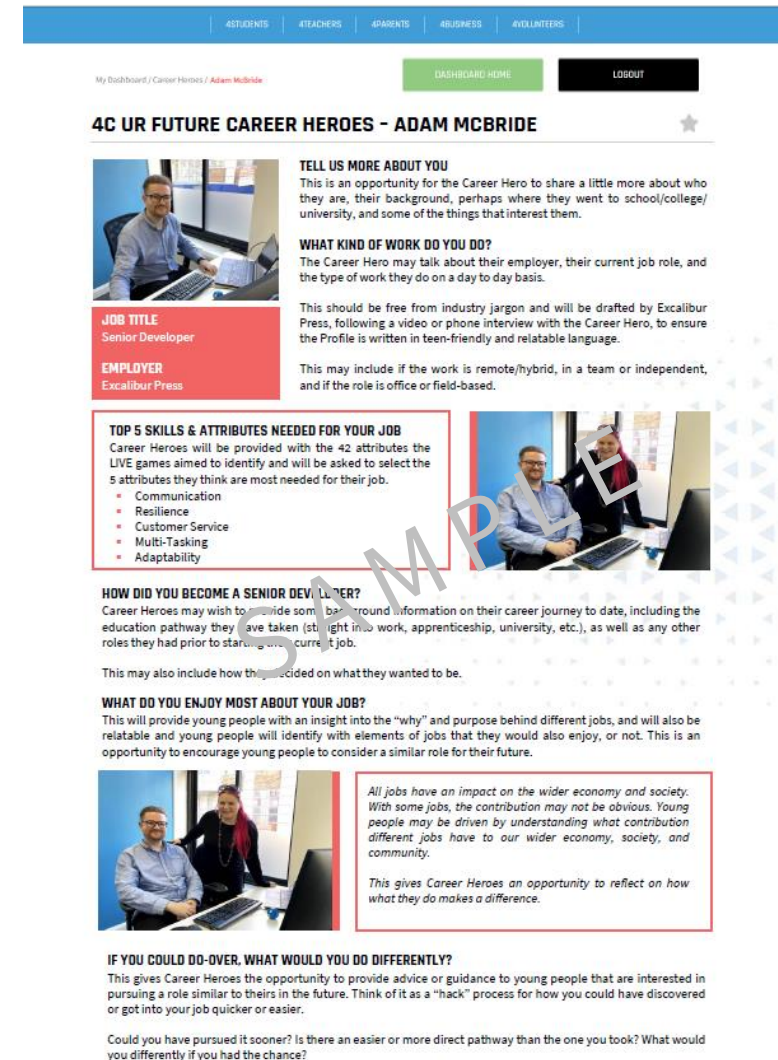 4STUDENTS
4TEACHERS
4PARENTS
4BUSINESS
4VOLUNTEERS
My Dashboard / Career Heroes / Adam McBride
DASHBOARD HOME
LOGOUT
4C UR FUTURE CAREER HEROES – ADAM MCBRIDE
TELL US MORE ABOUT YOU
This is an opportunity for the Career Hero to share a little more about who
they are, their background, perhaps where they went to school/college/
university, and some of the things that interest them.
WHAT KIND OF WORK DO YOU DO?
The Career Hero may talk about their employer, their current job role, and
the type of work they do on a day to day basis.
This should be free from industry jargon and will be drafted by Excalibur
Press, following a video or phone interview with the Career Hero, to ensure
the Profile is written in teen-friendly and relatable language.
This may include if the work is remote/hybrid, in a team or independent,
and if the role is office or field-based.
JOB TITLE
Senior Developer
EMPLOYER
Excalibur Press
TOP 5 SKILLS & ATTRIBUTES NEEDED FOR YOUR JOB
Career Heroes will be provided with the 42 attributes the
LIVE games aimed to identify and will be asked to select the
5 attributes they think are most needed for their job.
Communication
Resilience
Customer Service
Multi-Tasking
Adaptability
SAMPLE
HOW DID YOU BECOME A SENIOR DEVELOPER?
Career Heroes may wish to provide some background information on their career journey to date, including the
education pathway they have taken (straight into work, apprenticeship, university, etc.), as well as any other
roles they had prior to starting their current job.
This may also include how they decided on what they wanted to be.
WHAT DO YOU ENJOY MOST ABOUT YOUR JOB?
This will provide young people with an insight into the “why” and purpose behind different jobs, and will also be
relatable and young people will identify with elements of jobs that they would also enjoy, or not. This is an
opportunity to encourage young people to consider a similar role for their future.
All jobs have an impact on the wider economy and society.
With some jobs, the contribution may not be obvious. Young
people may be driven by understanding what contribution
different jobs have to our wider economy, society, and
community.
This gives Career Heroes an opportunity to reflect on how
what they do makes a difference.
IF YOU COULD DO-OVER, WHAT WOULD YOU DO DIFFERENTLY?
This gives Career Heroes the opportunity to provide advice or guidance to young people that are interested in
pursuing a role similar to theirs in the future. Think of it as a “hack” process for how you could have discovered
or got into your job quicker or easier.
Could you have pursued it sooner? Is there an easier or more direct pathway than the one you took? What would
you differently if you had the chance?